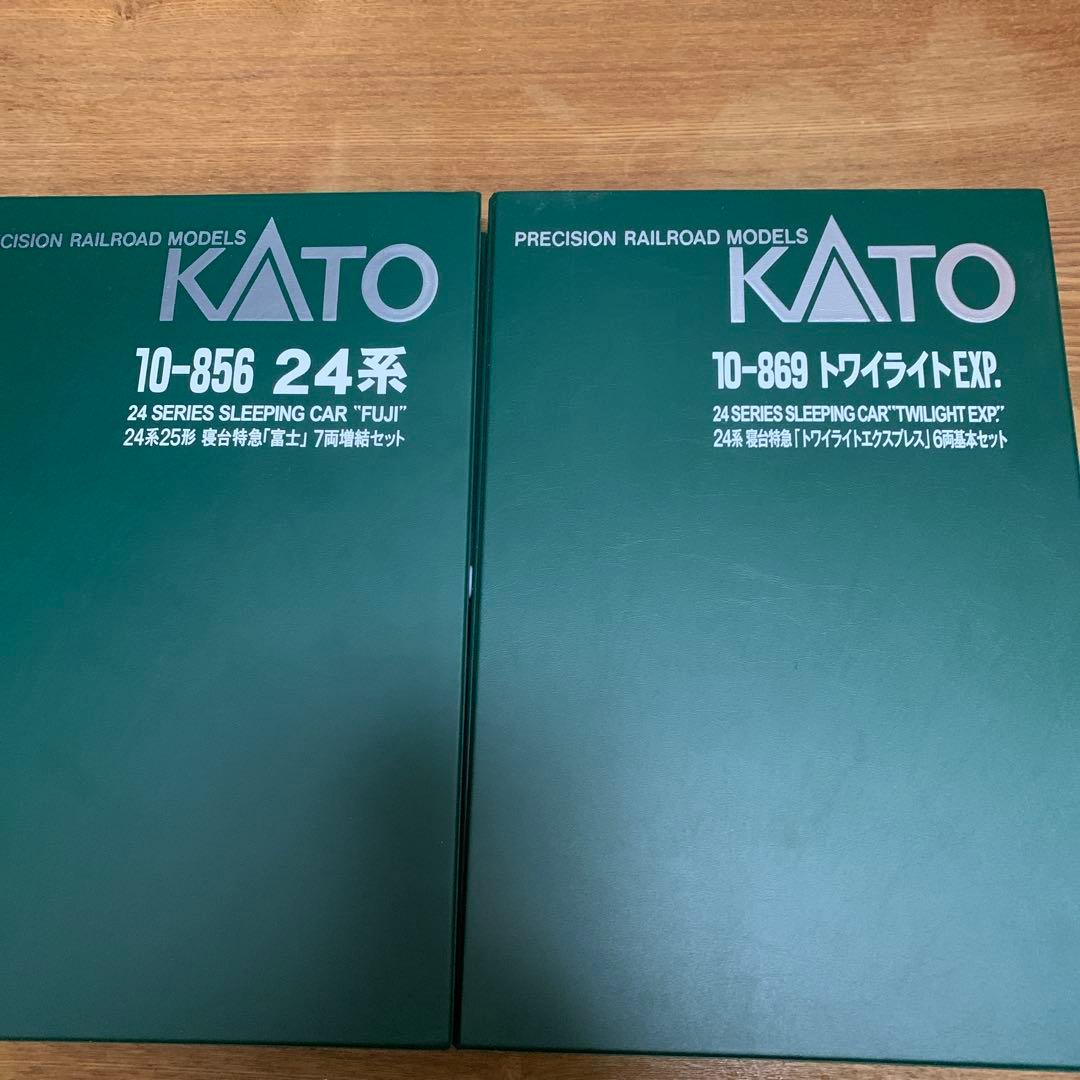 CISION RAILROAD MODELS
KATO
10-856 24系
24 SERIES SLEEPING CAR "FUJI"
24系25形 寝台特急「富士」 7両増結セット
PRECISION RAILROAD MODELS
KATO
10-869 トワイライトEXP.
24 SERIES SLEEPING CAR "TWILIGHT EXP."
24系 寝台特急「トワイライトエクスプレス」 6両基本セット